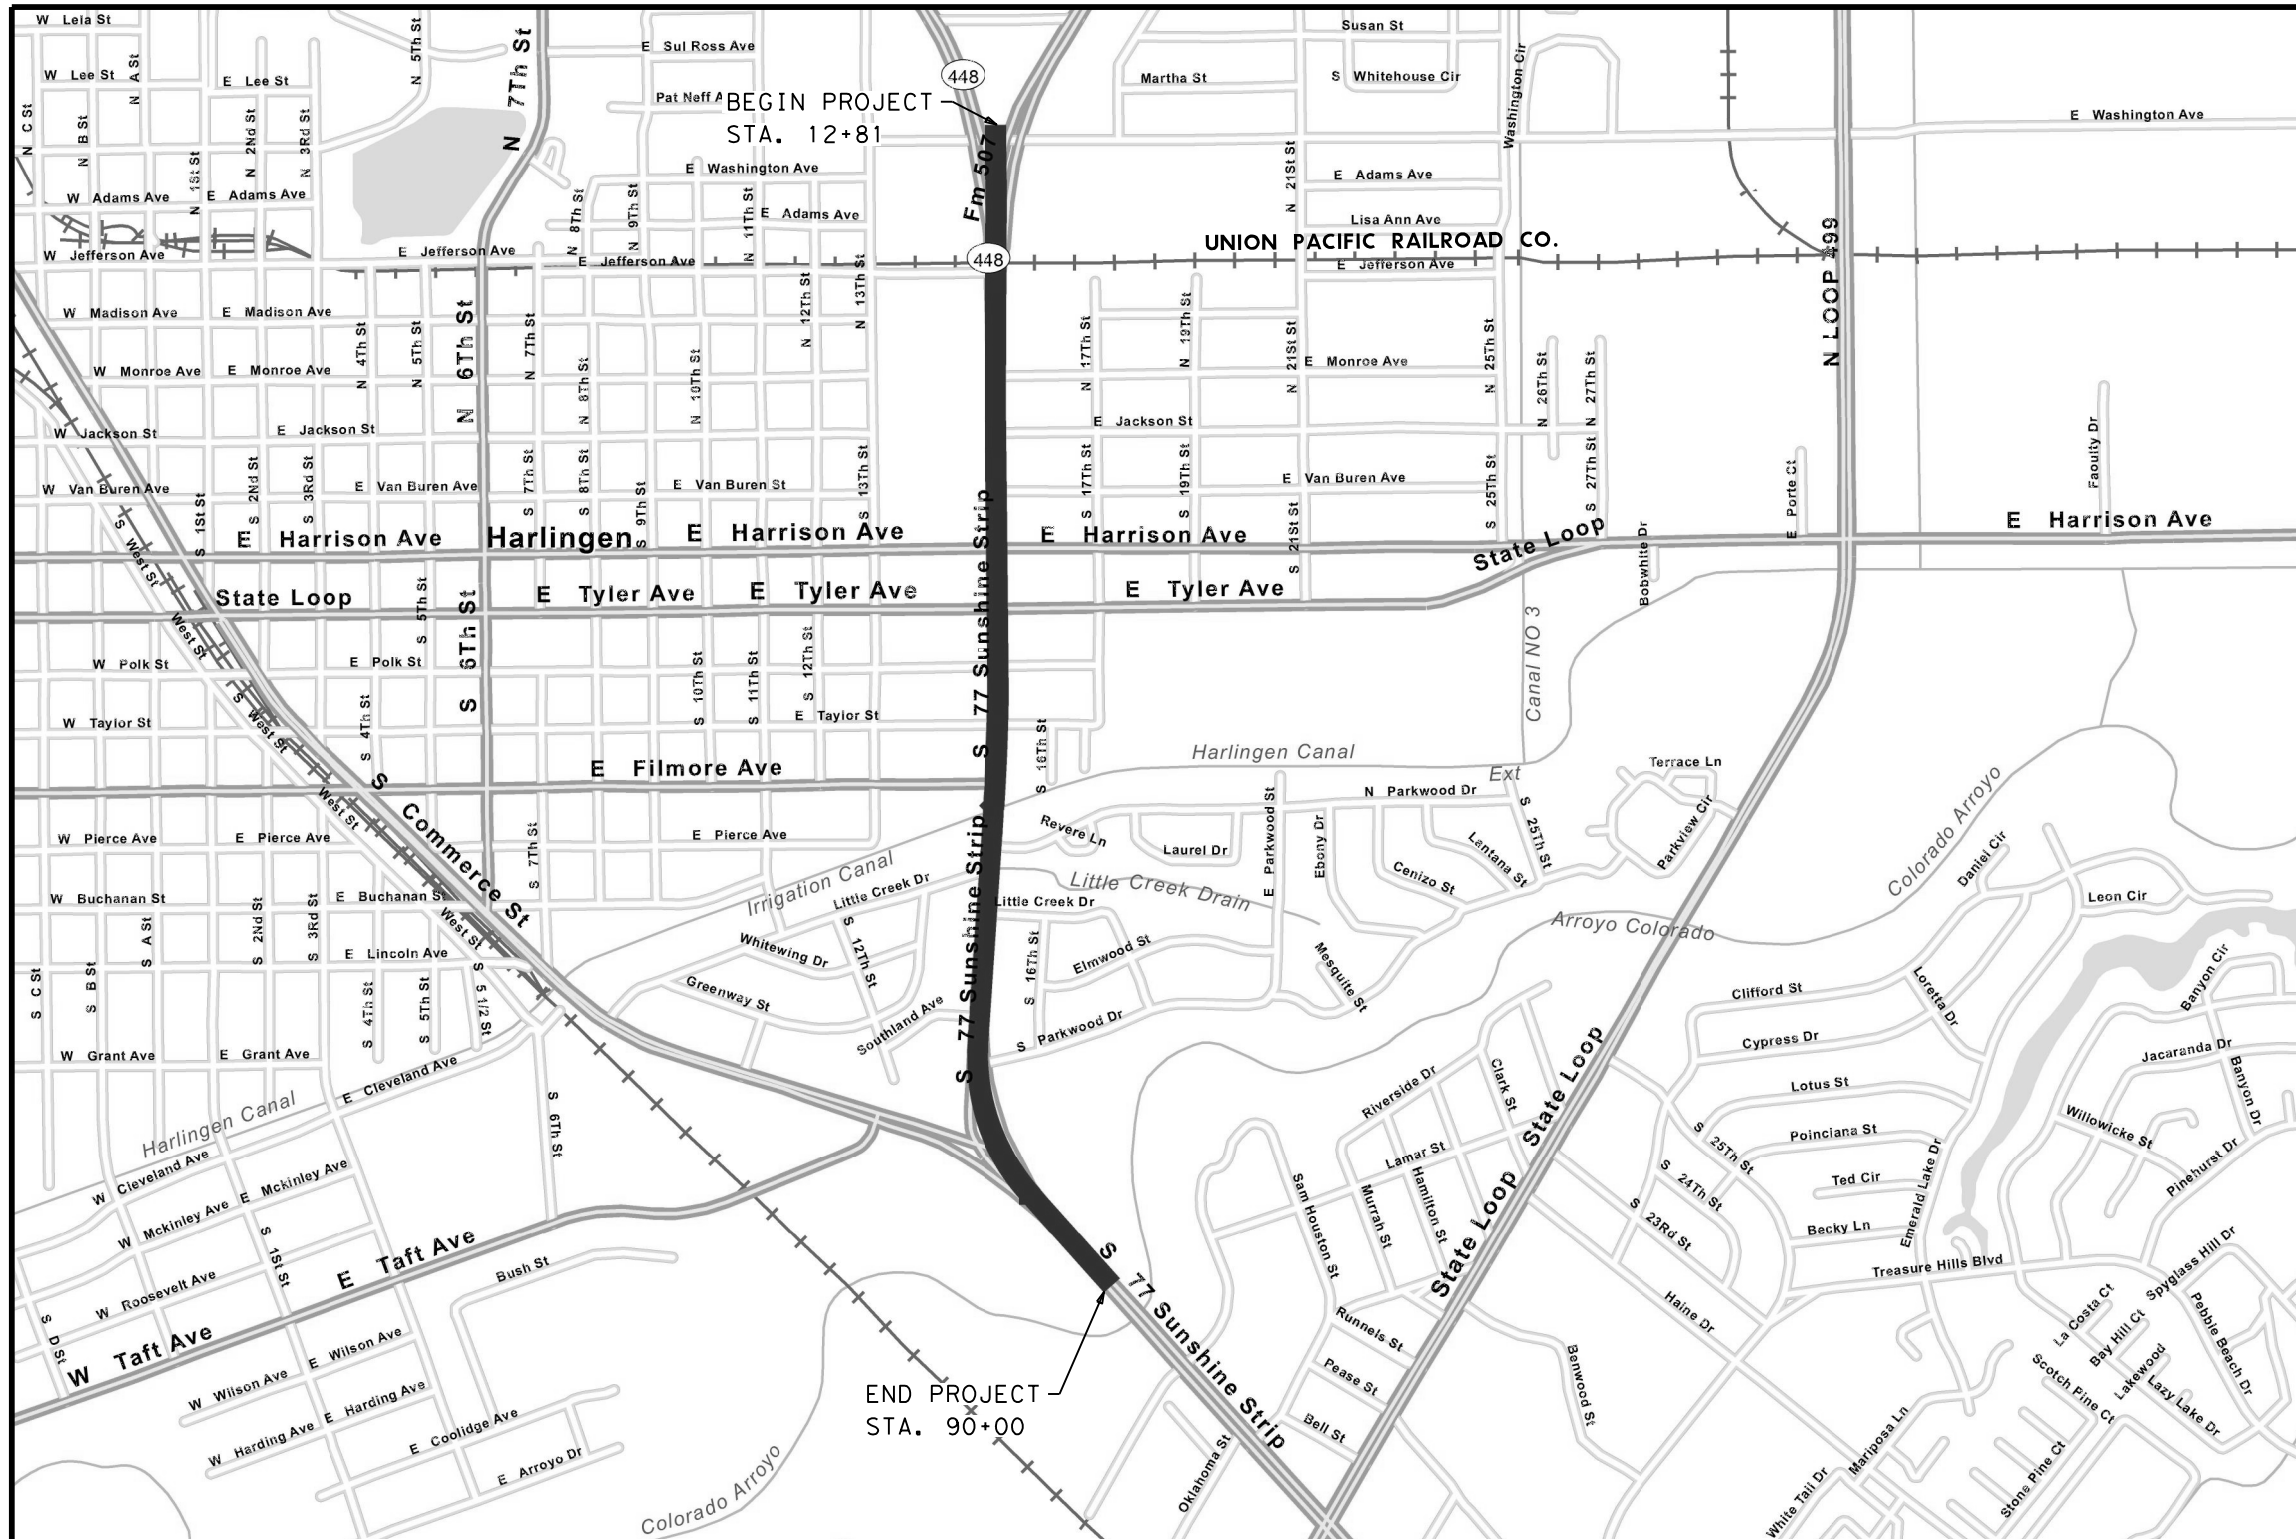 W Lela St
N 5Th St
N 7Th St
E Sul Ross Ave
Susan St
448
W Lee St
N A St
E Lee St
Martha St
S Whitehouse Cir
Washington Cir
Pat Neff A
BEGIN PROJECT
STA. 12+81
E Washington Ave
N C St
N B St
N 2Nd St
N 3Rd St
N 1St St
E Washington Ave
Fm 507
N 21St St
E Adams Ave
W Adams Ave
E Adams Ave
N 8Th St
N 9Th St
N 11Th St
E Adams Ave
Lisa Ann Ave
W Jefferson Ave
E Jefferson Ave
E Jefferson Ave
448
UNION PACIFIC RAILROAD CO.
E Jefferson Ave
N LOOP 499
W Madison Ave
E Madison Ave
N 4Th St
N 5Th St
N 6Th St
N 7Th St
N 8Th St
N 10Th St
N 12Th St
N 13Th St
N 17Th St
N 19Th St
N 21St St
N 25Th St
N 26Th St
N 27Th St
W Monroe Ave
E Monroe Ave
E Monroe Ave
W Jackson St
E Jackson St
E Jackson St
Faculty Dr
W Van Buren Ave
S 1St St
S 2Nd St
S 3Rd St
E Van Buren Ave
S 7Th St
S 8Th St
S 9Th St
E Van Buren St
S 13Th St
S 17Th St
S 19Th St
E Van Buren Ave
S 21St St
S 25Th St
S 27Th St
E Porte Ct
E Harrison Ave
Harlingen
E Harrison Ave
E Harrison Ave
State Loop
Bobwhite Dr
E Harrison Ave
S West St
State Loop
E Tyler Ave
E Tyler Ave
E Tyler Ave
West St
S 5Th St
S 6Th St
S 77 Sunshine Strip
Canal NO 3
W Polk St
E Polk St
S 10Th St
S 11Th St
S 12Th St
W Taylor St
S West St
S 4Th St
E Taylor St
S 16Th St
Harlingen Canal
Ext
Terrace Ln
E Filmore Ave
S Commerce St
West St
N Parkwood Dr
W Pierce Ave
E Pierce Ave
S 7Th St
E Pierce Ave
Revere Ln
Laurel Dr
E Parkwood St
Ebony Dr
Cenizo St
Lantana St
S 25Th St
Parkview Cir
Colorado Arroyo
Daniel Cir
W Buchanan St
E Buchanan St
Irrigation Canal
Little Creek Dr
S 77 Sunshine Strip
Little Creek Drain
Little Creek Dr
Leon Cir
Arroyo Colorado
S C St
S B St
S A St
S 2Nd St
S 3Rd St
E Lincoln Ave
West St
S 4Th St
S 5Th St
S 5 1/2 St
Whitewing Dr
S 12Th St
Greenway St
Southland Ave
S 16Th St
Elmwood St
Mesquite St
S Parkwood Dr
Clifford St
Loretta Dr
Banyon Cir
W Grant Ave
E Grant Ave
Cypress Dr
Jacaranda Dr
Banyon Dr
E Cleveland Ave
Riverside Dr
Clark St
State Loop
Lotus St
Harlingen Canal
S 6Th St
Lamar St
S 25Th St
Poinciana St
Willowicke St
W Cleveland Ave
E Mckinley Ave
W Mckinley Ave
Sam Houston St
Murrah St
Hamilton St
State Loop
S 24Th St
S 23Rd St
Ted Cir
Becky Ln
Emerald Lake Dr
Pinehurst Dr
S 1St St
E Taft Ave
Bush St
W Roosevelt Ave
Treasure Hills Blvd
Spyglass Hill Dr
S D St
W Taft Ave
S 77 Sunshine Strip
Haine Dr
La Costa Ct
Bay Hill Ct
Pebble Beach Dr
W Wilson Ave
E Wilson Ave
Runnels St
Pease St
Benwood St
Scotch Pine Ct
Lakewood
Lazy Lake Dr
END PROJECT
STA. 90+00
W Harding Ave
E Harding Ave
E Coolidge Ave
Bell St
E Arroyo Dr
Colorado Arroyo
Oklahoma St
White Tail Dr
Mariposa Ln
Stone Pine Ct